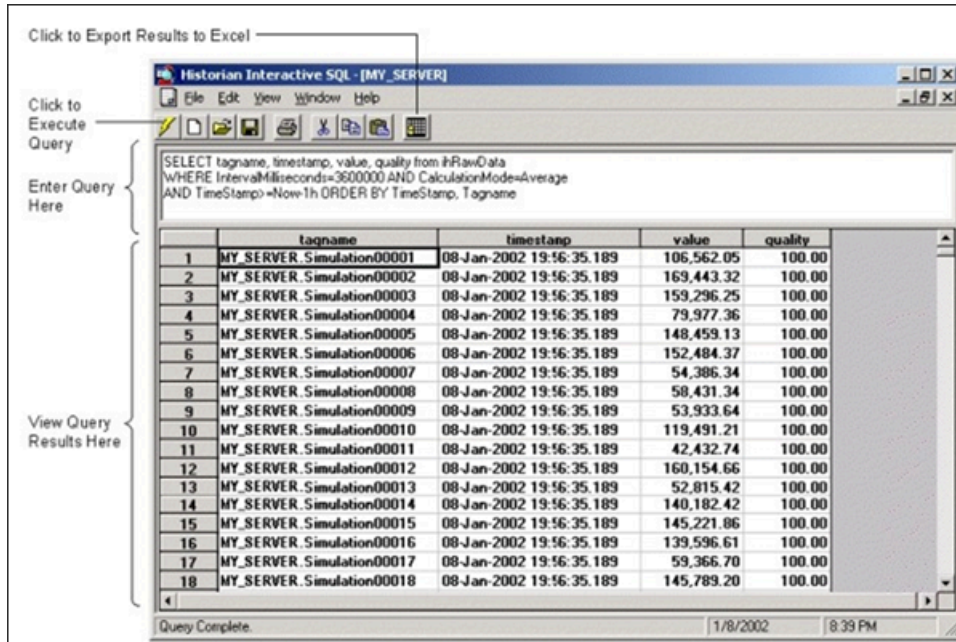 Click to Export Results to Excel
Historian Interactive SQL - [MY_SERVER]
File Edit View Window Help
Click to
Execute
Query
SELECT tagname, timestamp, value, quality from ihRawData
WHERE IntervalMilliseconds=3600000 AND CalculationMode=Average
AND TimeStamp>=Now-1h ORDER BY TimeStamp, Tagname
Enter Query
Here
tagname timestamp value quality
1 MY_SERVER.Simulation00001 08-Jan-2002 19:56:35.189 106,562.05 100.00
2 MY_SERVER.Simulation00002 08-Jan-2002 19:56:35.189 169,443.32 100.00
3 MY_SERVER.Simulation00003 08-Jan-2002 19:56:35.189 159,296.25 100.00
4 MY_SERVER.Simulation00004 08-Jan-2002 19:56:35.189 79,977.36 100.00
5 MY_SERVER.Simulation00005 08-Jan-2002 19:56:35.189 148,459.13 100.00
6 MY_SERVER.Simulation00006 08-Jan-2002 19:56:35.189 152,484.37 100.00
7 MY_SERVER.Simulation00007 08-Jan-2002 19:56:35.189 54,386.34 100.00
8 MY_SERVER.Simulation00008 08-Jan-2002 19:56:35.189 58,431.34 100.00
9 MY_SERVER.Simulation00009 08-Jan-2002 19:56:35.189 53,933.64 100.00
10 MY_SERVER.Simulation00010 08-Jan-2002 19:56:35.189 119,491.21 100.00
11 MY_SERVER.Simulation00011 08-Jan-2002 19:56:35.189 42,432.74 100.00
12 MY_SERVER.Simulation00012 08-Jan-2002 19:56:35.189 160,154.66 100.00
13 MY_SERVER.Simulation00013 08-Jan-2002 19:56:35.189 52,815.42 100.00
14 MY_SERVER.Simulation00014 08-Jan-2002 19:56:35.189 140,182.42 100.00
15 MY_SERVER.Simulation00015 08-Jan-2002 19:56:35.189 145,221.86 100.00
16 MY_SERVER.Simulation00016 08-Jan-2002 19:56:35.189 139,596.61 100.00
17 MY_SERVER.Simulation00017 08-Jan-2002 19:56:35.189 59,366.70 100.00
18 MY_SERVER.Simulation00018 08-Jan-2002 19:56:35.189 145,789.20 100.00
View Query
Results Here
Query Complete. 1/8/2002 8:39 PM